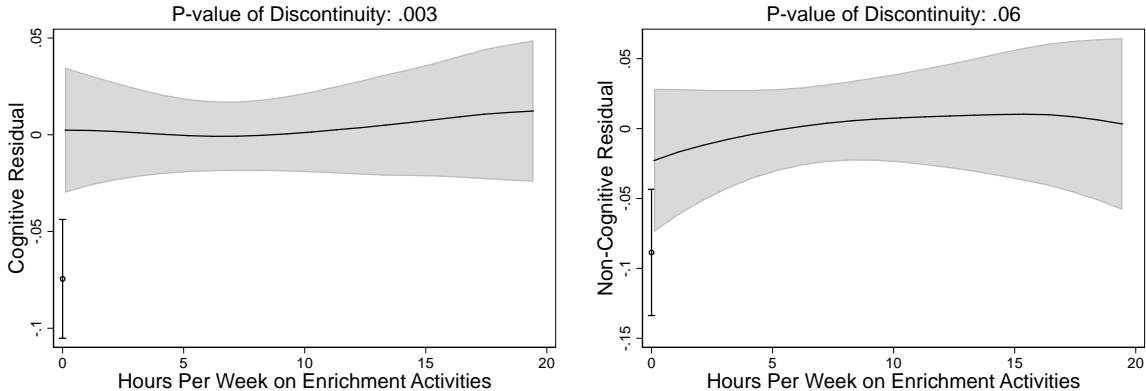 P-value of Discontinuity: .003
Cognitive Residual
.05
0
-.05
-.1
0 5 10 15 20
Hours Per Week on Enrichment Activities
P-value of Discontinuity: .06
Non-Cognitive Residual
.05
0
-.05
-.1
-.15
0 5 10 15 20
Hours Per Week on Enrichment Activities